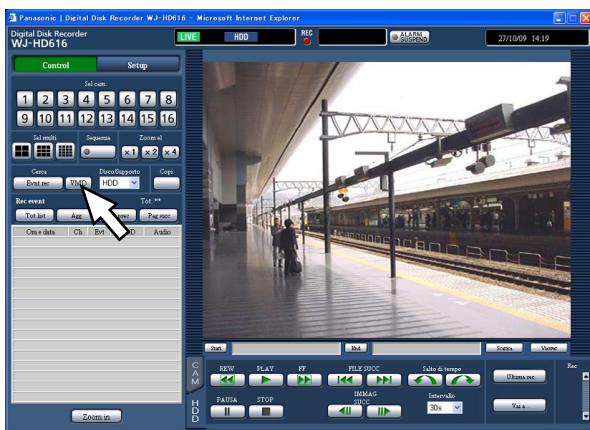 Panasonic | Digital Disk Recorder WJ-HD616 - Microsoft Internet Explorer
Digital Disk Recorder
WJ-HD616
LIVE HDD REC ALARM SUSPEND 27/10/09 14:19
Control Setup
Sel cam.
1 2 3 4 5 6 7 8
9 10 11 12 13 14 15 16
Sel multi Sequenza Zoom el
×1 ×2 ×4
Cerca Disco/Supporto Copi
Evnt rec VMD HDD
Rec event Tot: **
Tot list Agg Pag succ
Ora e data Ch Evt Audio
Zoom in
Start End Scarica Viewer
CAM
HDD
REW PLAY FF FILE SUCC Salto di tempo
Ultima rec
Rec
PAUSA STOP IMMAG SUCC Intervallo
30s
Vai a